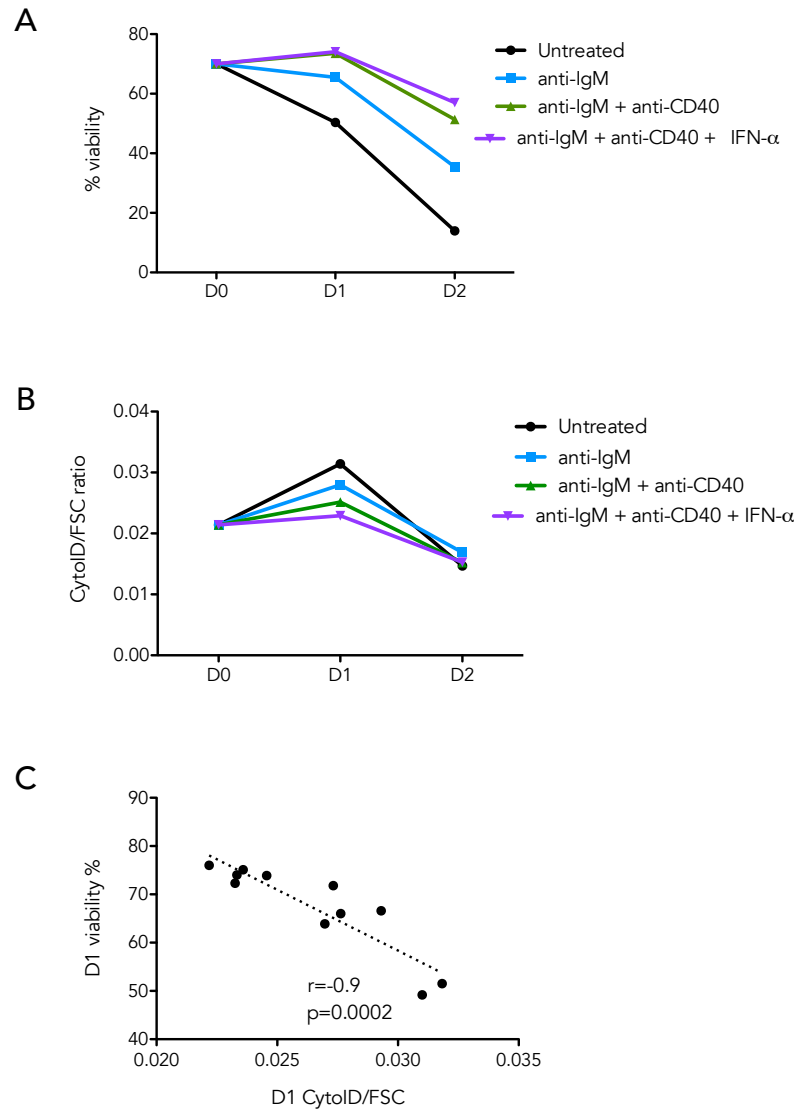 A
80
60
40
20
0
% viability
D0 D1 D2
Untreated
anti-IgM
anti-IgM + anti-CD40
anti-IgM + anti-CD40 + IFN-α
B
0.04
0.03
0.02
0.01
0.00
CytoID/FSC ratio
D0 D1 D2
Untreated
anti-IgM
anti-IgM + anti-CD40
anti-IgM + anti-CD40 + IFN-α
C
90
80
70
60
50
40
D1 viability %
r=-0.9
p=0.0002
0.020 0.025 0.030 0.035
D1 CytoID/FSC